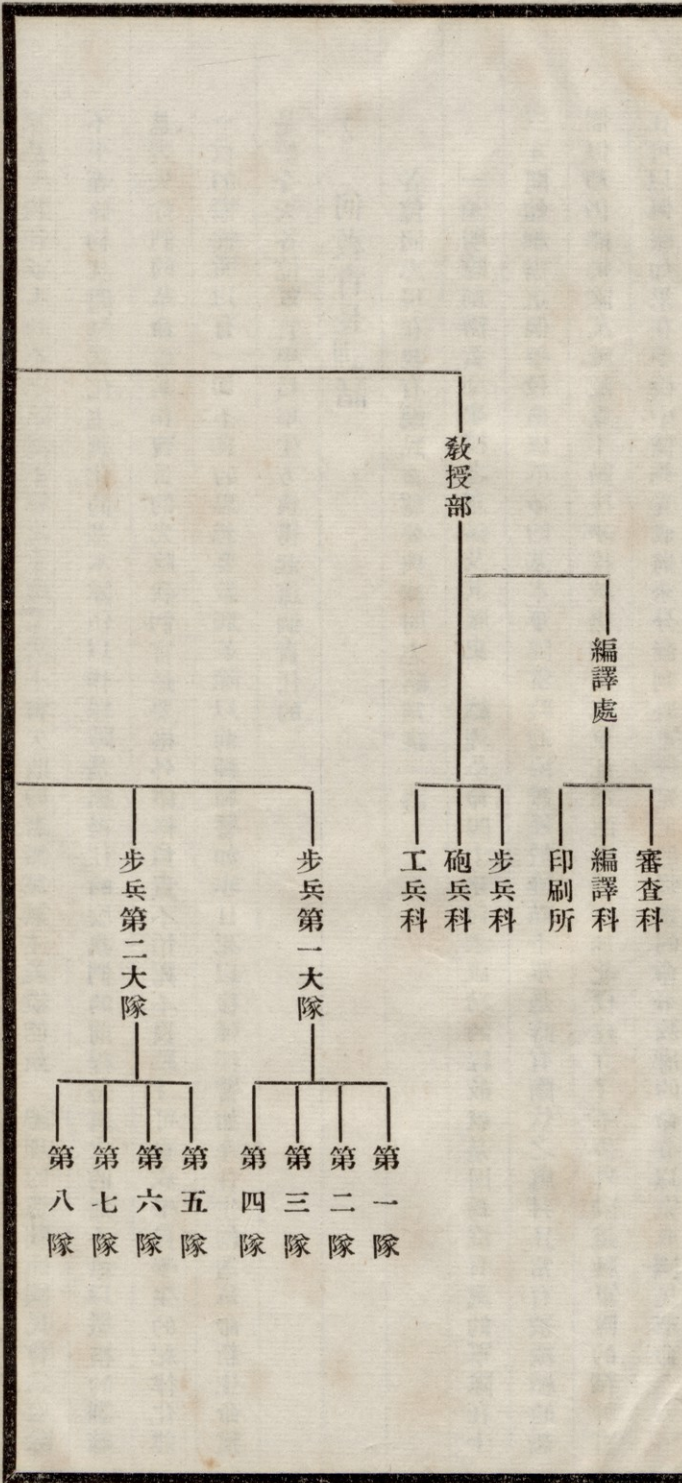 教授部
編譯處
審查科
編譯科
印刷所
步兵科
砲兵科
工兵科
步兵第一大隊
第一隊
第二隊
第三隊
第四隊
步兵第二大隊
第五隊
第六隊
第七隊
第八隊